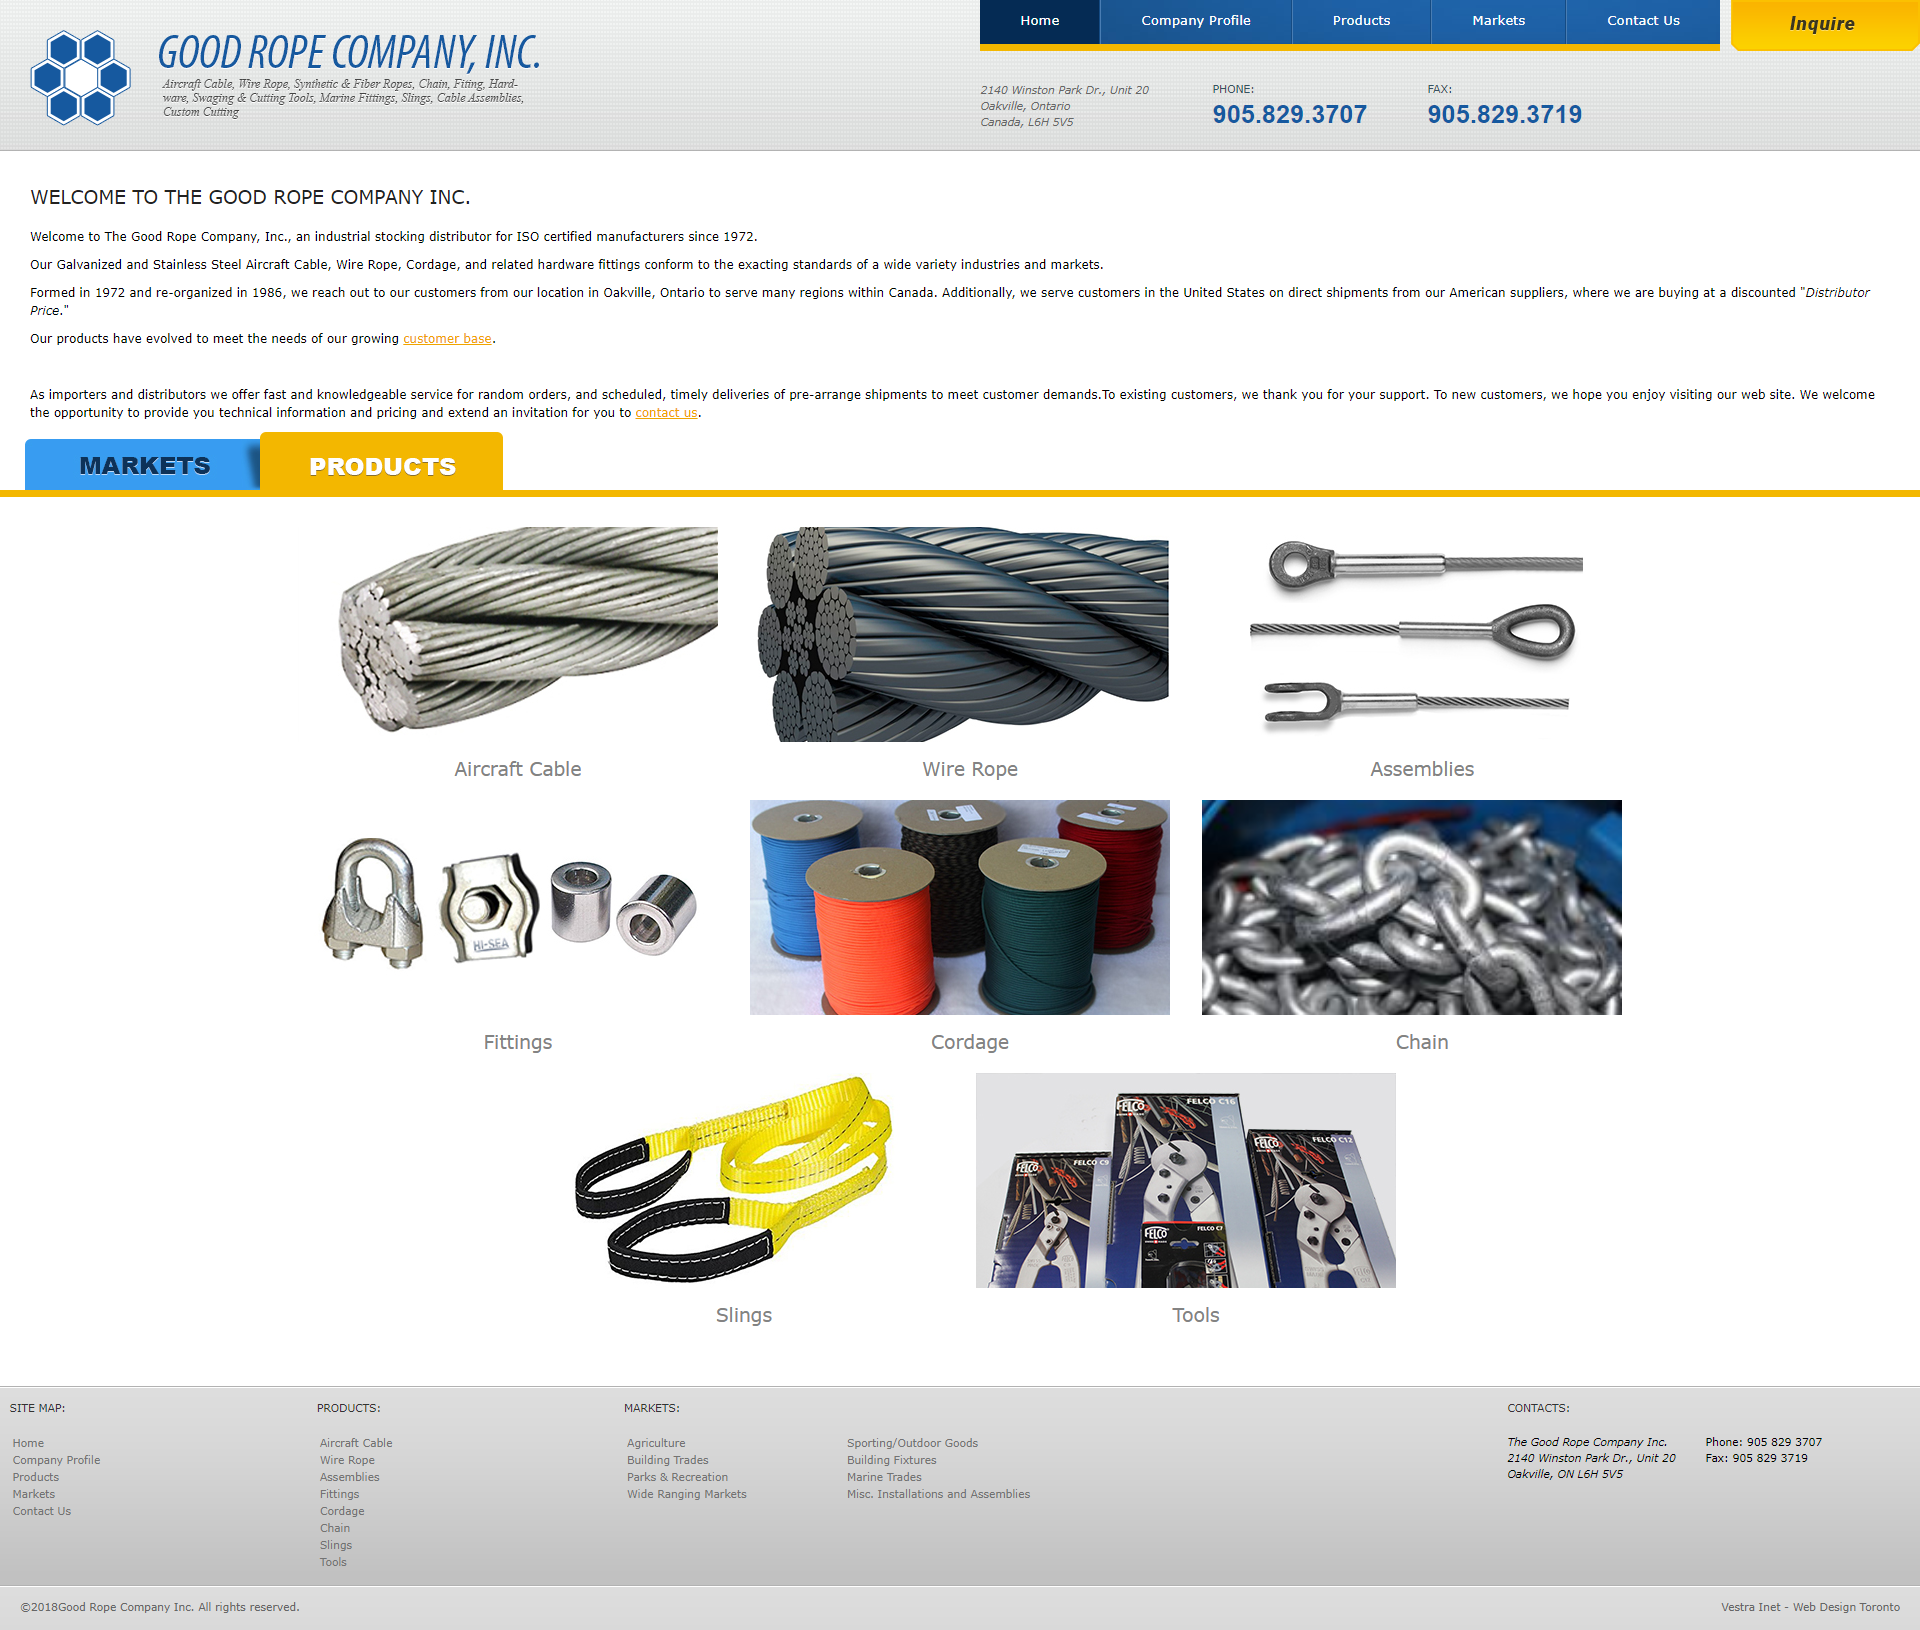 GOOD ROPE COMPANY, INC.
Aircraft Cable, Wire Rope, Synthetic & Fiber Ropes, Chain, Fiting, Hard-
ware, Swaging & Cutting Tools, Marine Fittings, Slings, Cable Assemblies,
Custom Cutting
Home Company Profile Products Markets Contact Us Inquire
2140 Winston Park Dr., Unit 20
Oakville, Ontario
Canada, L6H 5V5
PHONE:
905.829.3707
FAX:
905.829.3719
WELCOME TO THE GOOD ROPE COMPANY INC.
Welcome to The Good Rope Company, Inc., an industrial stocking distributor for ISO certified manufacturers since 1972.
Our Galvanized and Stainless Steel Aircraft Cable, Wire Rope, Cordage, and related hardware fittings conform to the exacting standards of a wide variety industries and markets.
Formed in 1972 and re-organized in 1986, we reach out to our customers from our location in Oakville, Ontario to serve many regions within Canada. Additionally, we serve customers in the United States on direct shipments from our American suppliers, where we are buying at a discounted "Distributor
Price."
Our products have evolved to meet the needs of our growing customer base.
As importers and distributors we offer fast and knowledgeable service for random orders, and scheduled, timely deliveries of pre-arrange shipments to meet customer demands.To existing customers, we thank you for your support. To new customers, we hope you enjoy visiting our web site. We welcome
the opportunity to provide you technical information and pricing and extend an invitation for you to contact us.
MARKETS PRODUCTS
Aircraft Cable
Wire Rope
Assemblies
HI-SEA
Fittings
Cordage
Chain
FELCO FELCO C9
FELCO FELCO C16
FELCO FELCO C12
FELCO FELCO C7
Slings
Tools
SITE MAP:
Home
Company Profile
Products
Markets
Contact Us
PRODUCTS:
Aircraft Cable
Wire Rope
Assemblies
Fittings
Cordage
Chain
Slings
Tools
MARKETS:
Agriculture
Building Trades
Parks & Recreation
Wide Ranging Markets
Sporting/Outdoor Goods
Building Fixtures
Marine Trades
Misc. Installations and Assemblies
CONTACTS:
The Good Rope Company Inc.
2140 Winston Park Dr., Unit 20
Oakville, ON L6H 5V5
Phone: 905 829 3707
Fax: 905 829 3719
©2018Good Rope Company Inc. All rights reserved.
Vestra Inet - Web Design Toronto